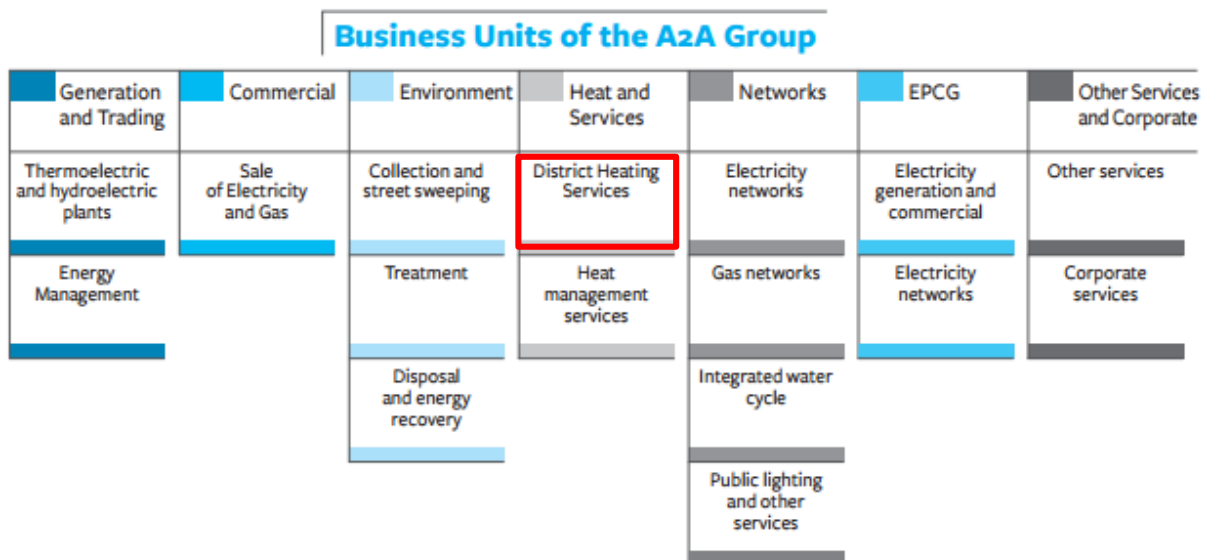 Business Units of the A2A Group
Generation
and Trading
Commercial
Environment
Heat and
Services
Networks
EPCG
Other Services
and Corporate
Thermoelectric
and hydroelectric
plants
Sale
of Electricity
and Gas
Collection and
street sweeping
District Heating
Services
Electricity
networks
Electricity
generation and
commercial
Other services
Energy
Management
Treatment
Heat
management
services
Gas networks
Electricity
networks
Corporate
services
Disposal
and energy
recovery
Integrated water
cycle
Public lighting
and other
services